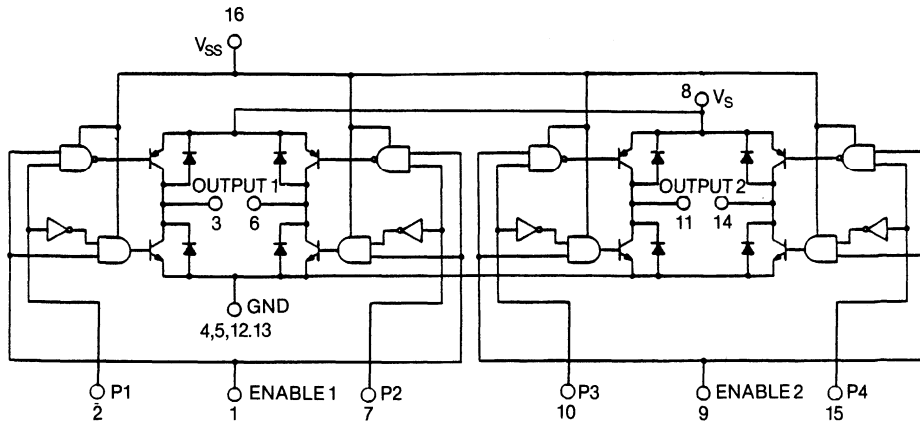 16
VSS
8 VS
OUTPUT 1
3 6
OUTPUT 2
11 14
GND
4,5,12.13
P1
2
ENABLE 1
1
P2
7
P3
10
ENABLE 2
9
P4
15